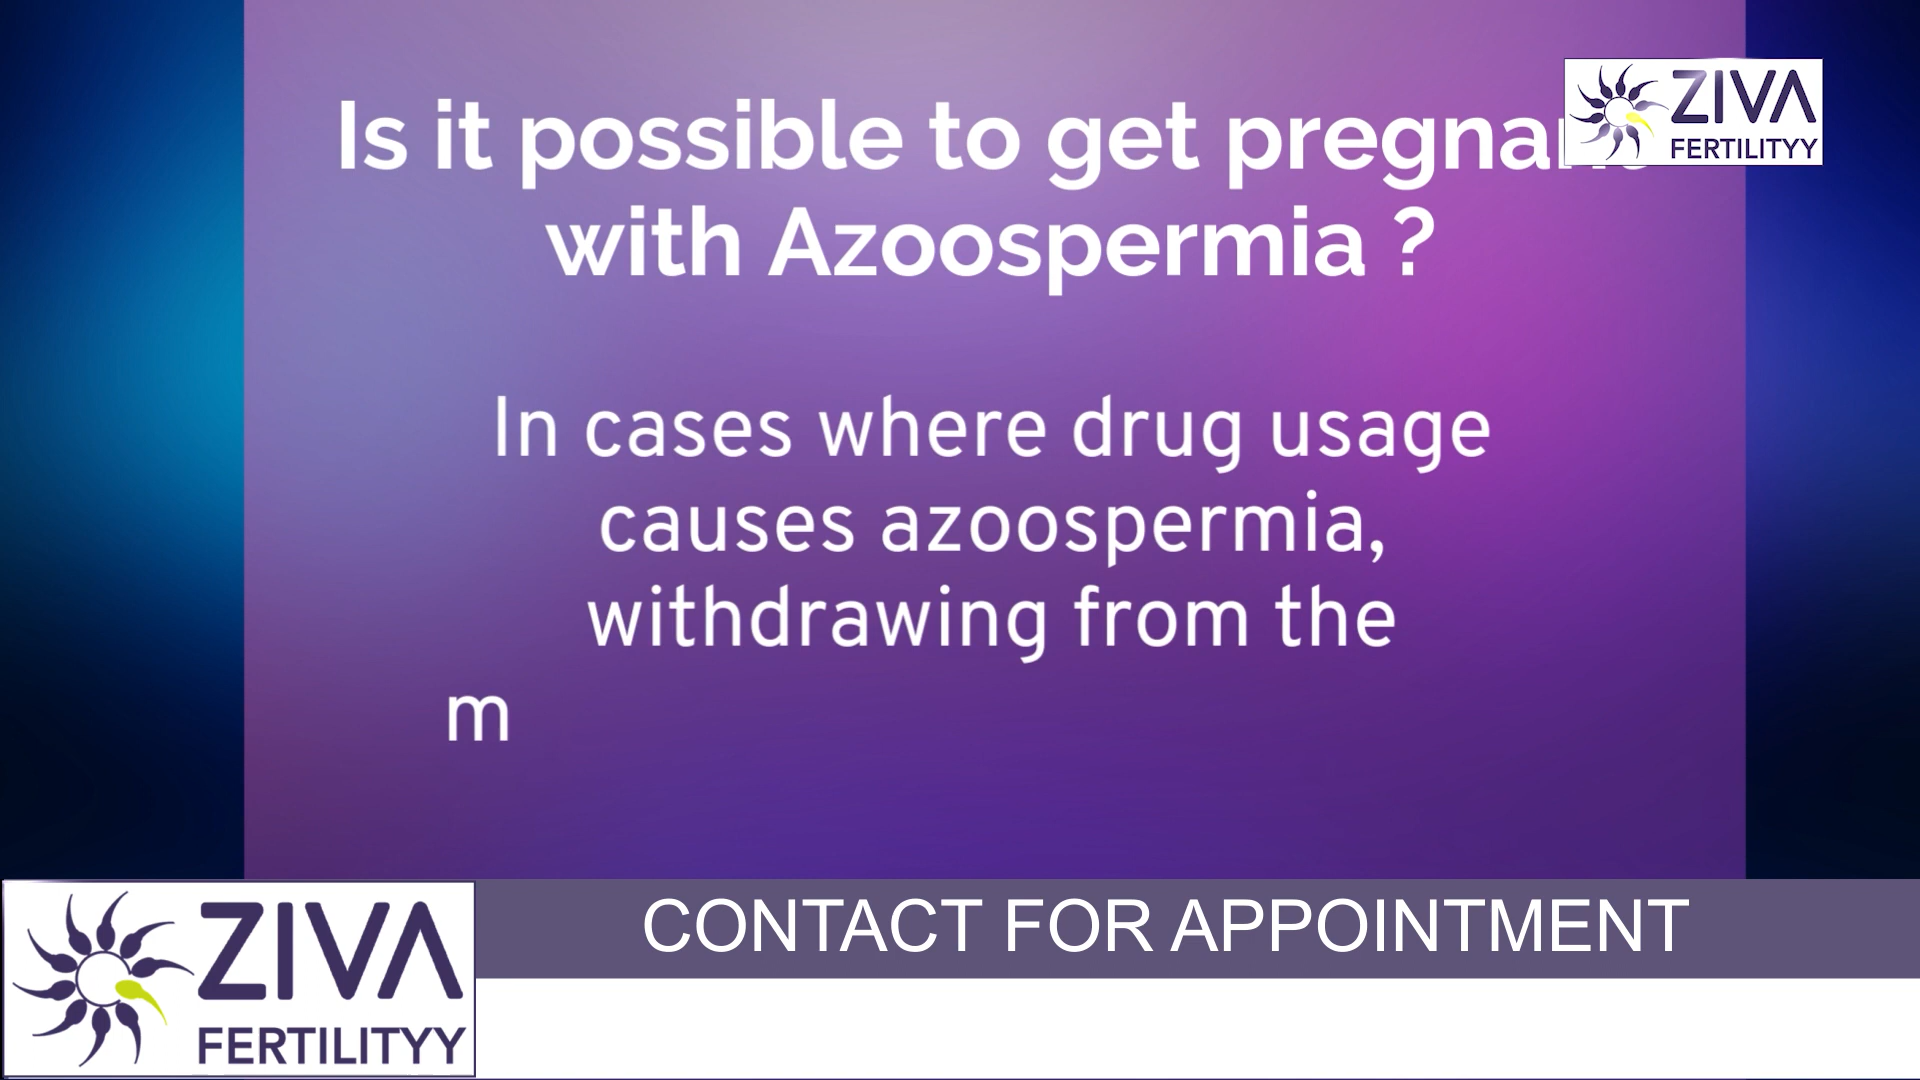 Is it possible to get pregnant
with Azoospermia ?
ZIVA
FERTILITYY
In cases where drug usage
causes azoospermia,
withdrawing from the
m
ZIVA
FERTILITYY
CONTACT FOR APPOINTMENT